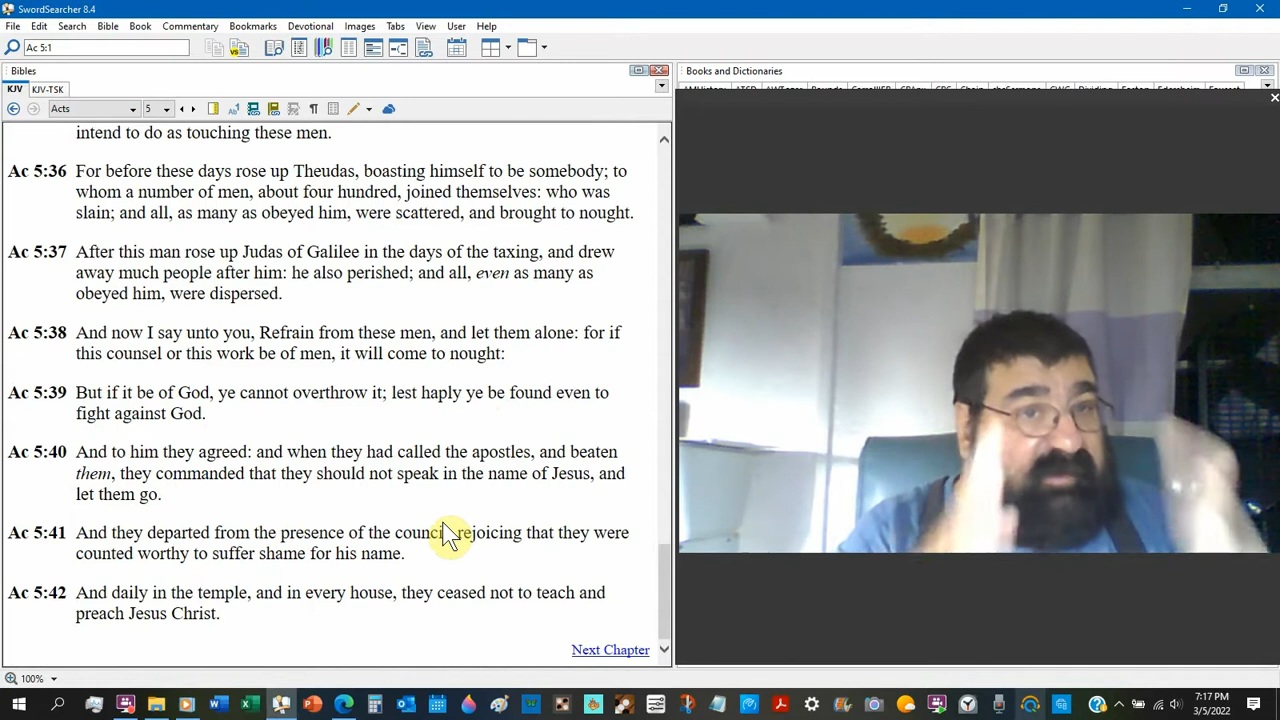 SwordSearcher 8.4
File Edit Search Bible Book Commentary Bookmarks Devotional Images Tabs View User Help
Ac 5:1
Bibles
Books and Dictionaries
KJV KJV-TSK
Acts 5
intend to do as touching these men.
Ac 5:36 For before these days rose up Theudas, boasting himself to be somebody; to
whom a number of men, about four hundred, joined themselves: who was
slain; and all, as many as obeyed him, were scattered, and brought to nought.
Ac 5:37 After this man rose up Judas of Galilee in the days of the taxing, and drew
away much people after him: he also perished; and all, even as many as
obeyed him, were dispersed.
Ac 5:38 And now I say unto you, Refrain from these men, and let them alone: for if
this counsel or this work be of men, it will come to nought:
Ac 5:39 But if it be of God, ye cannot overthrow it; lest haply ye be found even to
fight against God.
Ac 5:40 And to him they agreed: and when they had called the apostles, and beaten
them, they commanded that they should not speak in the name of Jesus, and
let them go.
Ac 5:41 And they departed from the presence of the council rejoicing that they were
counted worthy to suffer shame for his name.
Ac 5:42 And daily in the temple, and in every house, they ceased not to teach and
preach Jesus Christ.
Next Chapter
100%
7:17 PM
3/5/2022